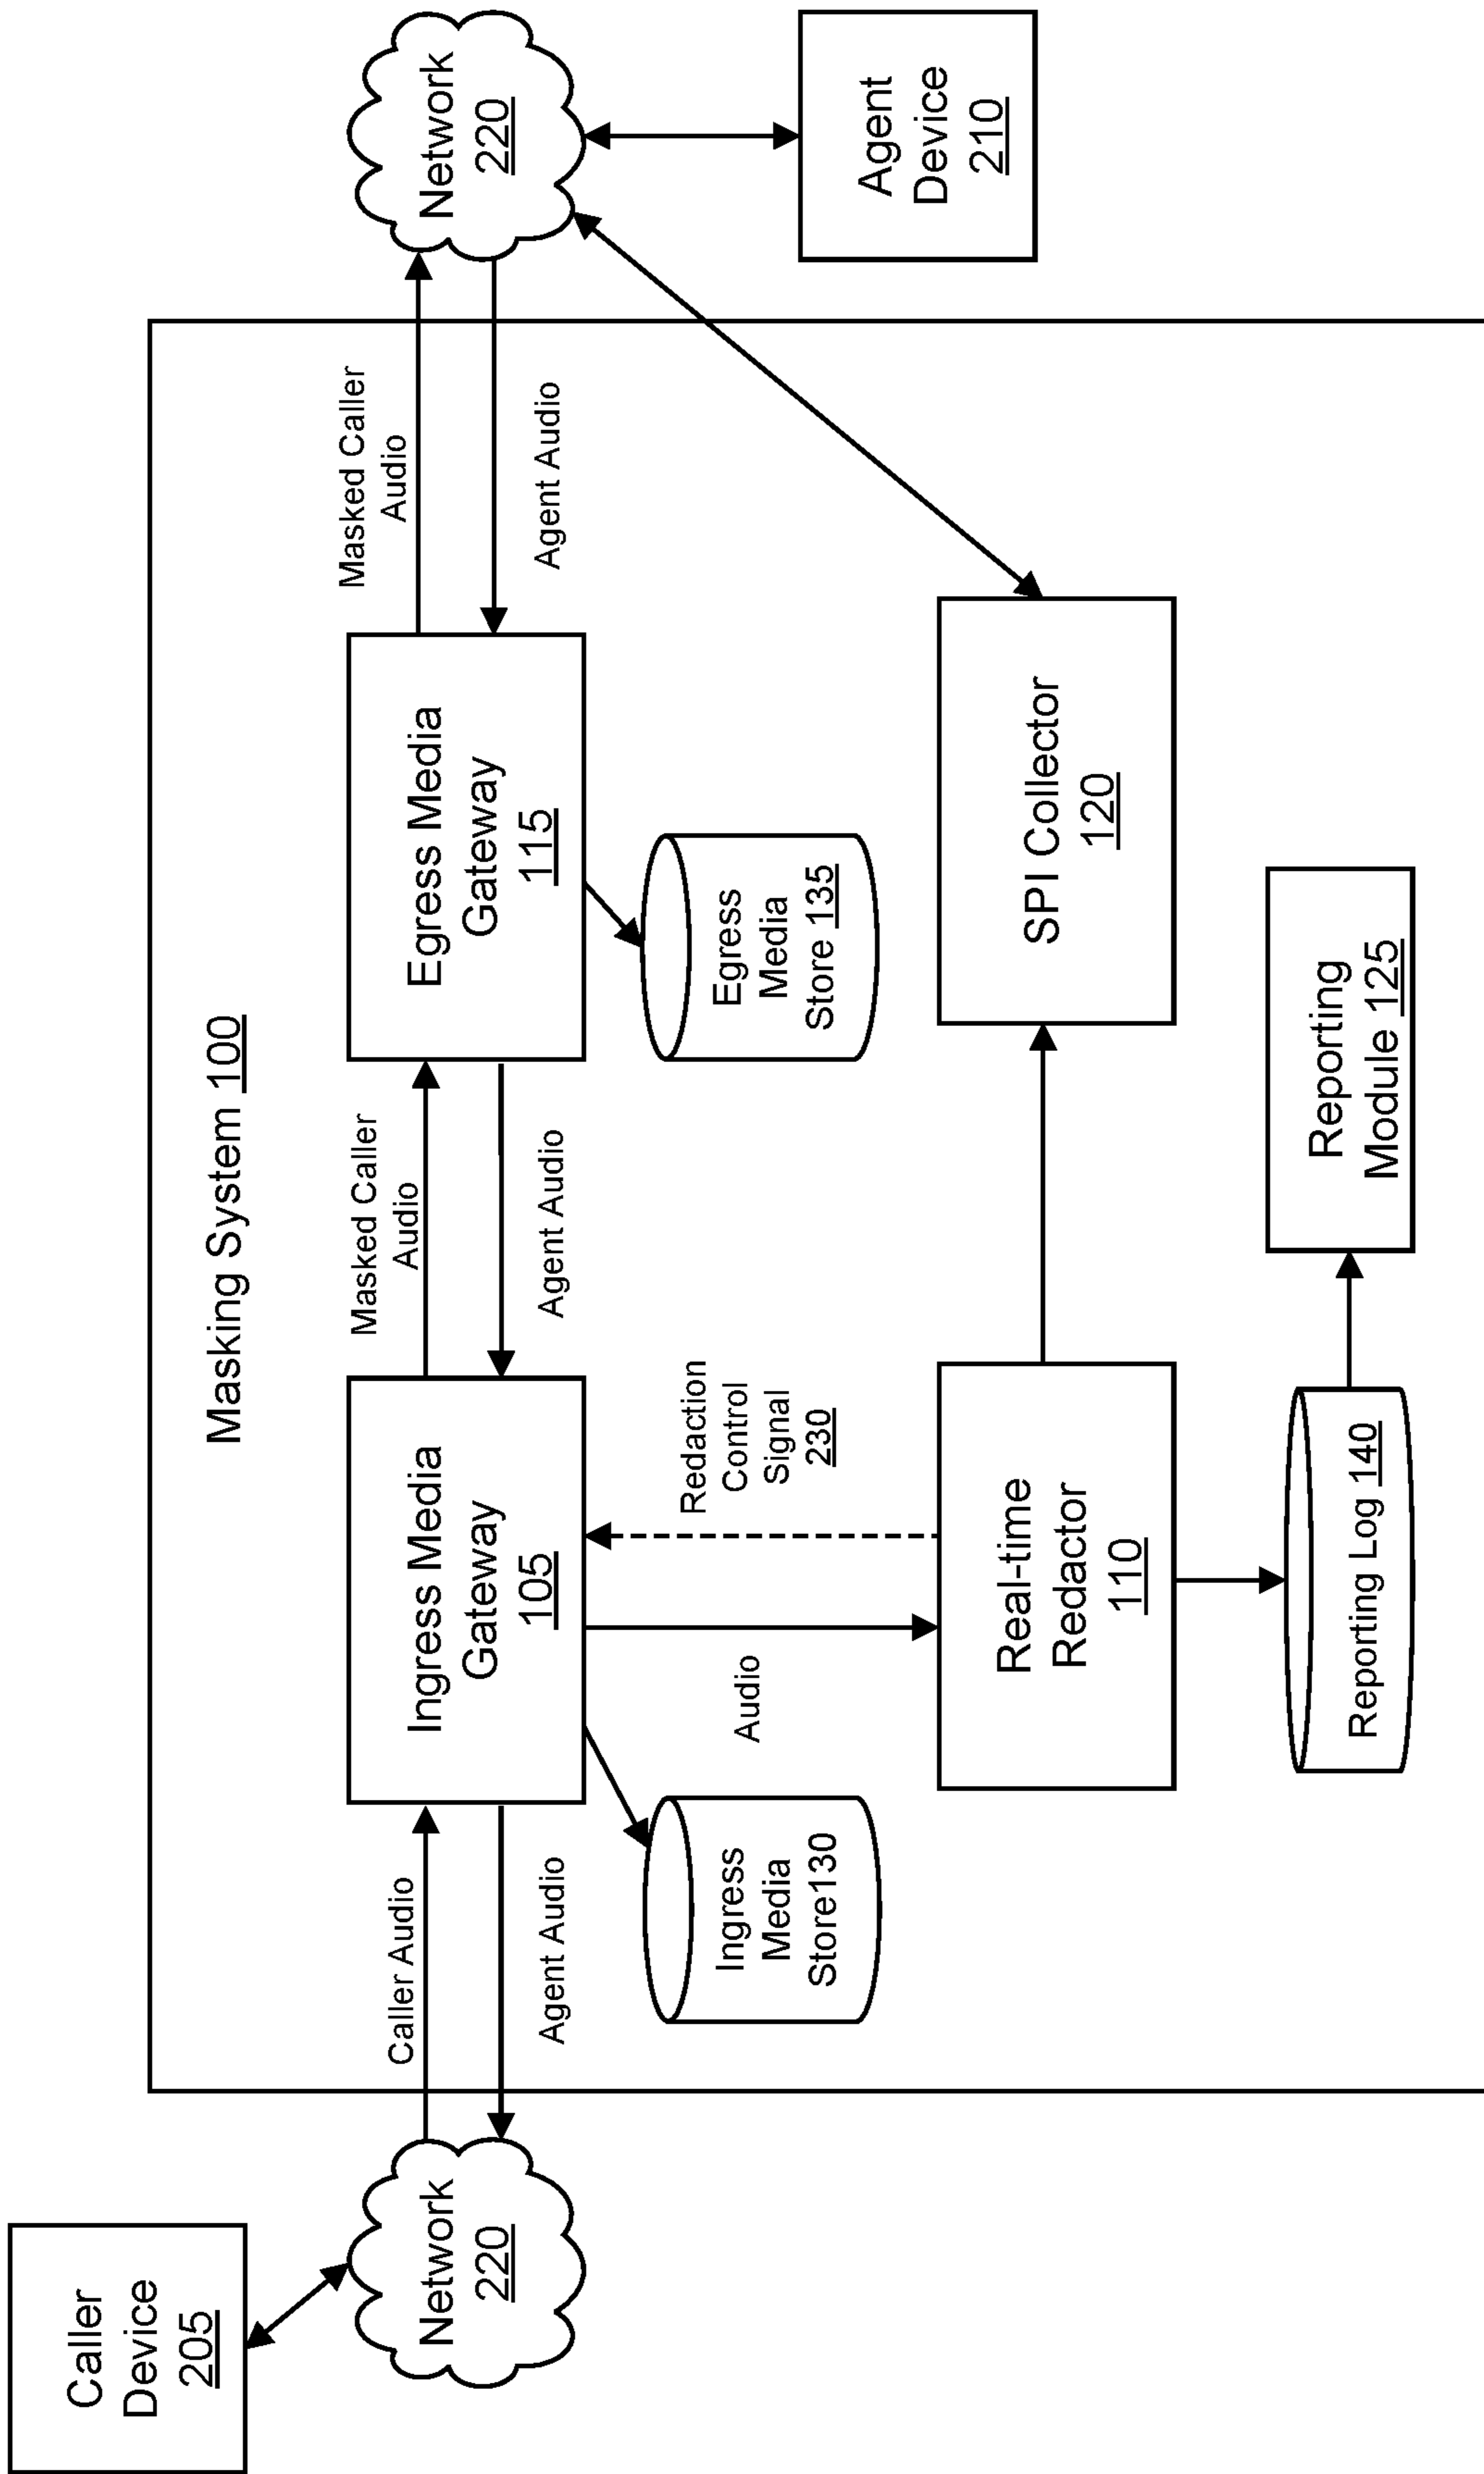 Caller
Device
205
Network
220
Masking System 100
Caller Audio
Agent Audio
Ingress Media
Gateway
105
Masked Caller
Audio
Agent Audio
Egress Media
Gateway
115
Masked Caller
Audio
Agent Audio
Network
220
Ingress
Media
Store130
Audio
Redaction
Control
Signal
230
Egress
Media
Store 135
Agent
Device
210
Real-time
Redactor
110
SPI Collector
120
Reporting Log 140
Reporting
Module 125